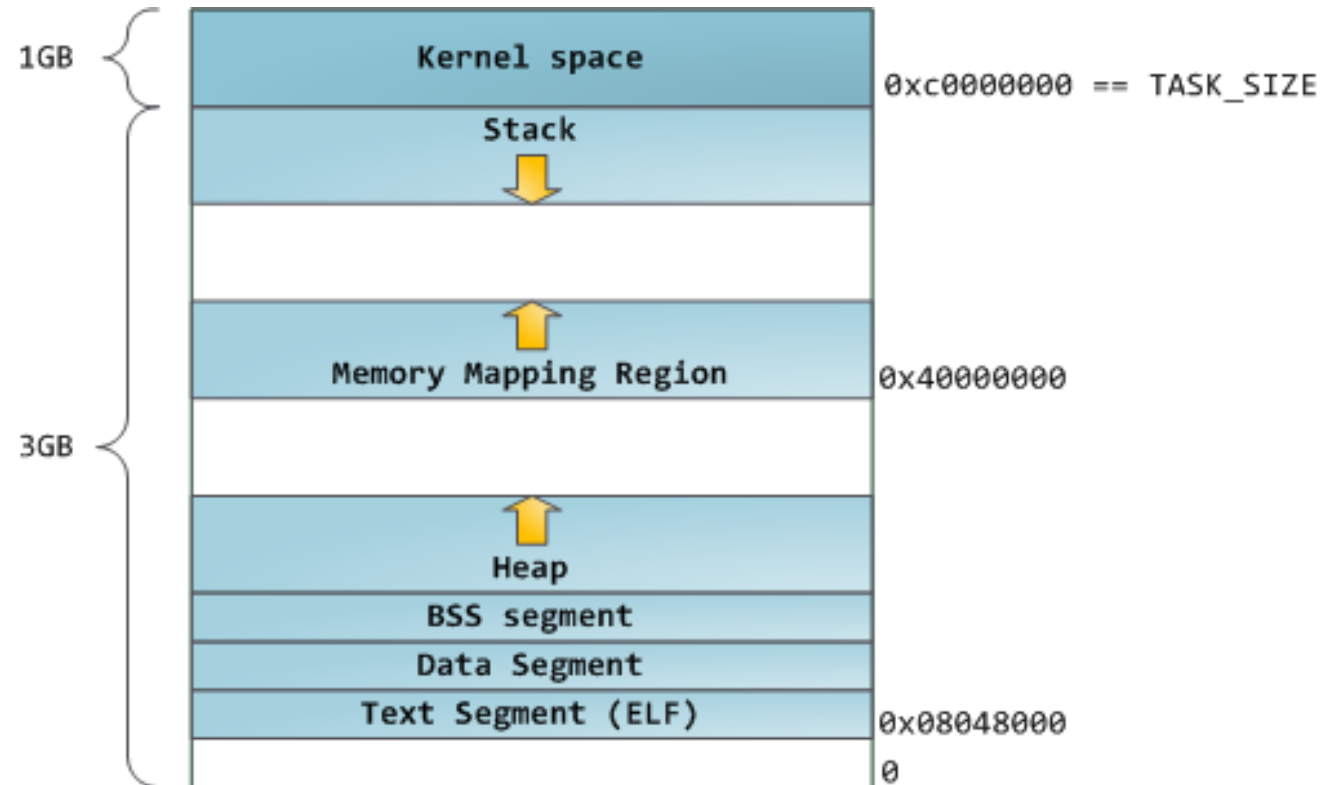 1GB
Kernel space
0xc0000000 == TASK_SIZE
Stack
Memory Mapping Region
0x40000000
3GB
Heap
BSS segment
Data Segment
Text Segment (ELF)
0x08048000
0